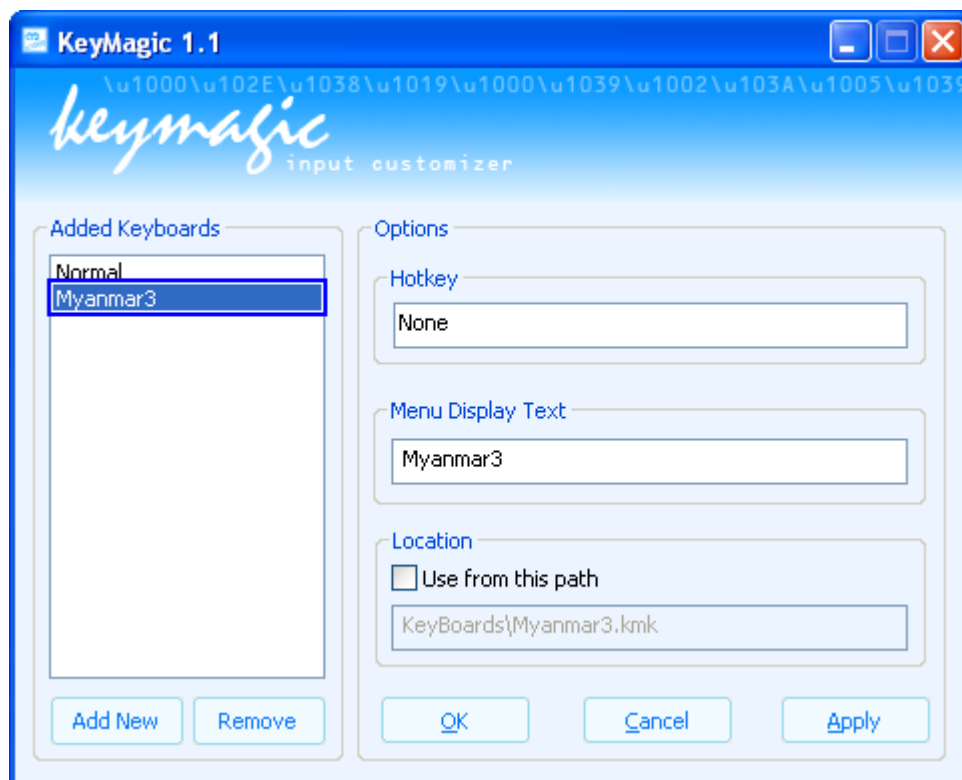 KeyMagic 1.1
\u1000\u102E\u1038\u1019\u1000\u1039\u1002\u103A\u1005\u1039
keymagic
input customizer
Added Keyboards
Normal
Myanmar3
Add New Remove
Options
Hotkey
None
Menu Display Text
Myanmar3
Location
Use from this path
KeyBoards\Myanmar3.kmk
OK Cancel Apply